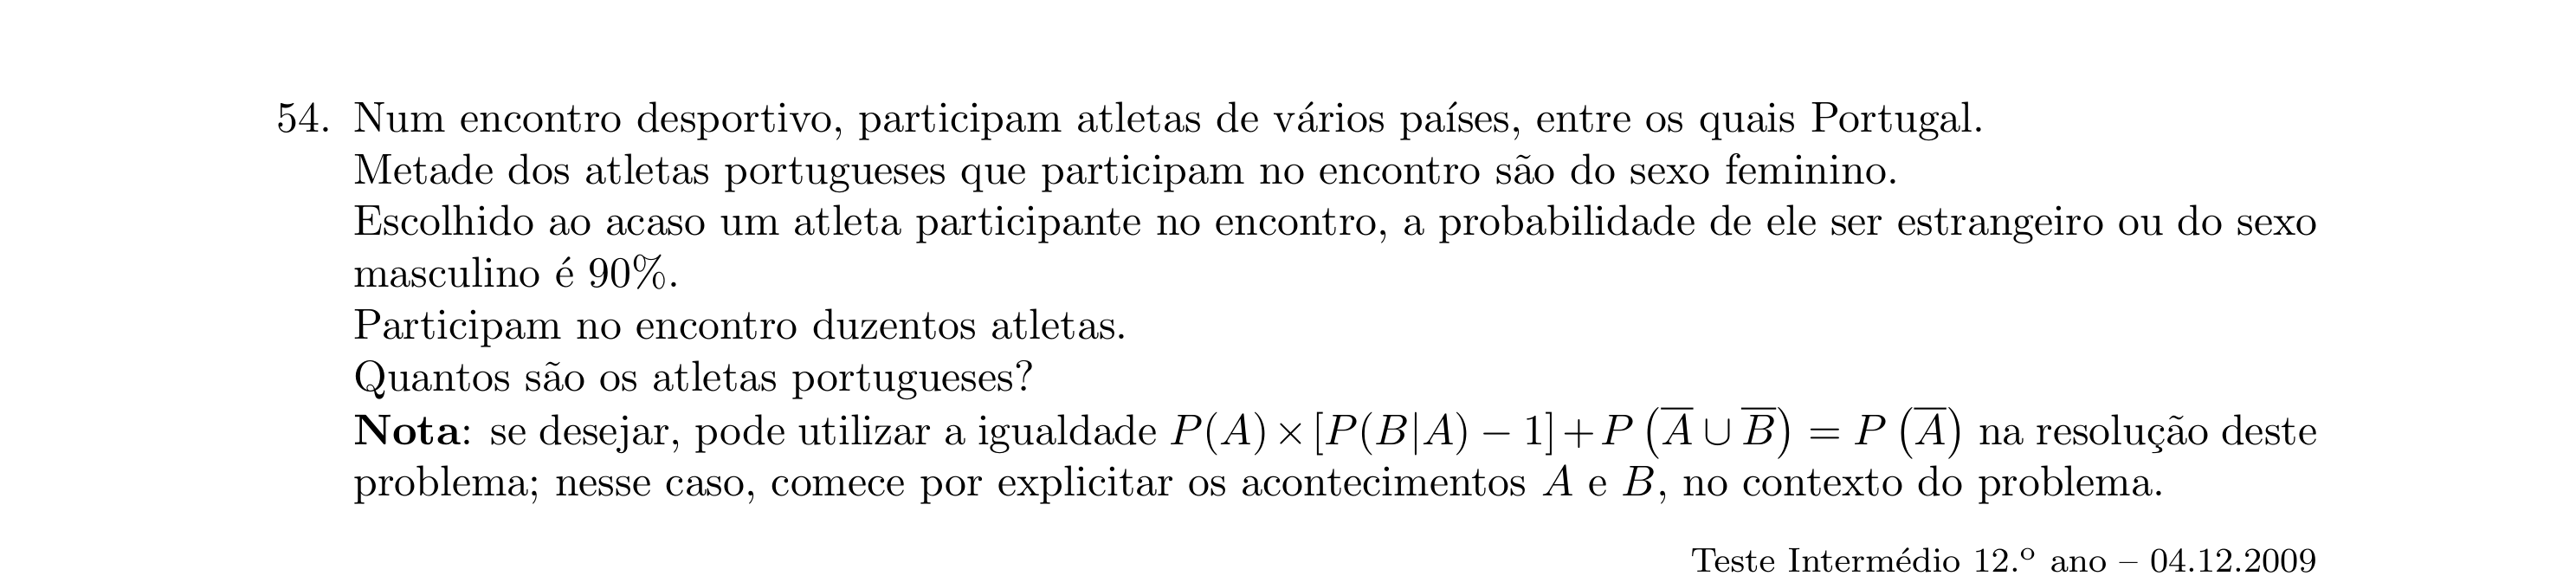 54. Num encontro desportivo, participam atletas de vários países, entre os quais Portugal.
Metade dos atletas portugueses que participam no encontro são do sexo feminino.
Escolhido ao acaso um atleta participante no encontro, a probabilidade de ele ser estrangeiro ou do sexo
masculino é 90%.
Participam no encontro duzentos atletas.
Quantos são os atletas portugueses?
Nota: se desejar, pode utilizar a igualdade $P(A) \times [P(B|A) - 1] + P\left(\overline{A} \cup \overline{B}\right) = P\left(\overline{A}\right)$ na resolução deste
problema; nesse caso, comece por explicitar os acontecimentos $A$ e $B$, no contexto do problema.
Teste Intermédio 12.º ano – 04.12.2009